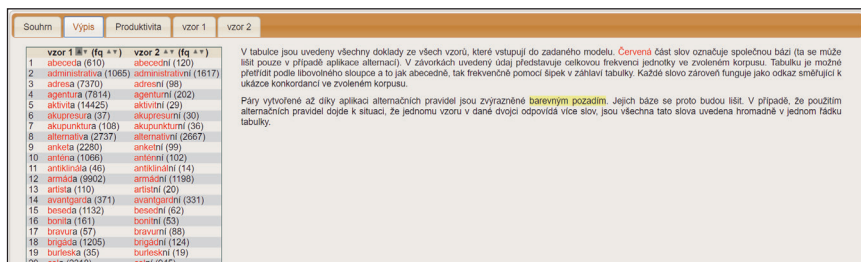 Souhrn Výpis Produktivita vzor 1 vzor 2
vzor 1 ▲▼ (fq ▲▼) vzor 2 ▲▼ (fq ▲▼)
1 abeceda (610) abecední (120)
2 administrativa (1065) administrativní (1617)
3 adresa (7370) adresní (98)
4 agentura (7814) agenturní (202)
5 aktivita (14425) aktivitní (29)
6 akupresura (37) akupresurní (30)
7 akupunktura (108) akupunkturní (36)
8 alternativa (2737) alternativní (2667)
9 anketa (2280) anketní (99)
10 anténa (1066) anténní (102)
11 antiklinála (46) antiklinální (14)
12 armáda (9902) armádní (1198)
13 artista (110) artistní (20)
14 avantgarda (371) avantgardní (331)
15 beseda (1132) besední (62)
16 bonita (161) bonitní (53)
17 bravura (57) bravurní (88)
18 brigáda (1205) brigádní (124)
19 burleska (35) burleskní (19)
V tabulce jsou uvedeny všechny doklady ze všech vzorů, které vstupují do zadaného modelu. Červená část slov označuje společnou bázi (ta se může
lišit pouze v případě aplikace alternací). V závorkách uvedený údaj představuje celkovou frekvenci jednotky ve zvoleném korpusu. Tabulku je možné
přetřídit podle libovolného sloupce a to jak abecedně, tak frekvenčně pomocí šipek v záhlaví tabulky. Každé slovo zároveň funguje jako odkaz směřující k
ukázce konkordancí ve zvoleném korpusu.
Páry vytvořené až díky aplikaci alternačních pravidel jsou zvýrazněné barevným pozadím. Jejich báze se proto budou lišit. V případě, že použitím
alternačních pravidel dojde k situaci, že jednomu vzoru v dané dvojici odpovídá více slov, jsou všechna tato slova uvedena hromadně v jednom řádku
tabulky.